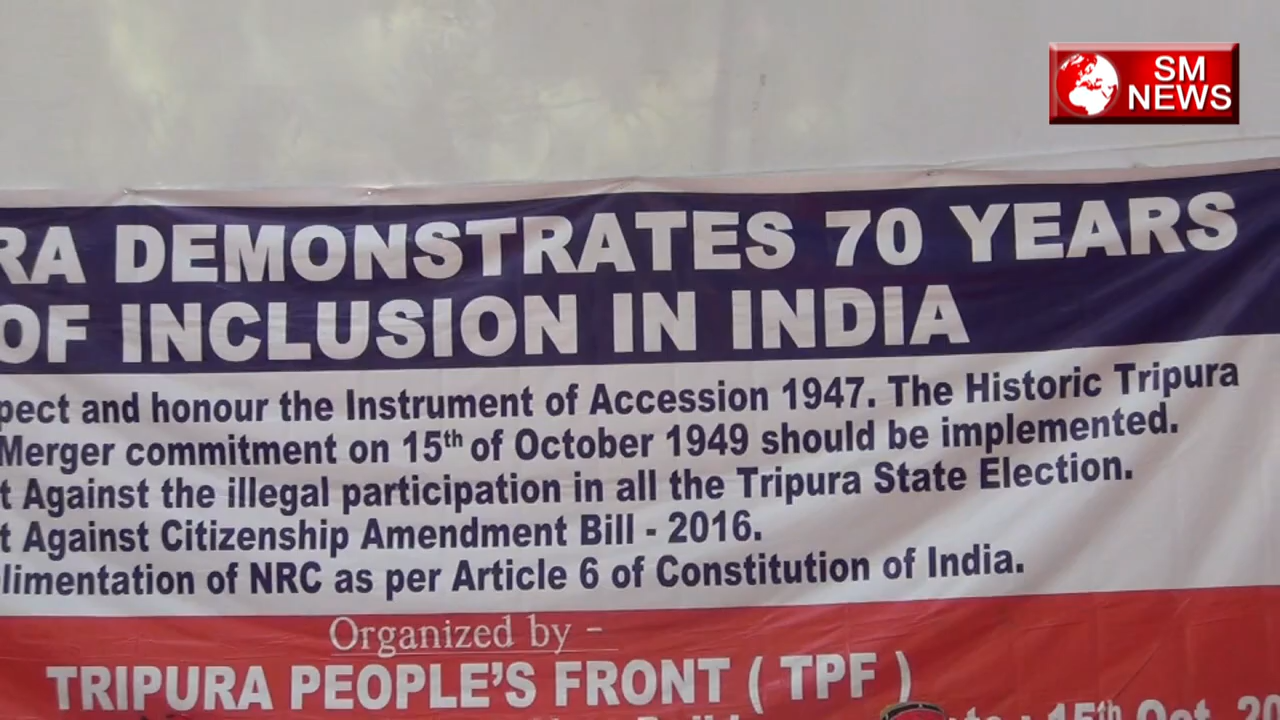 SM
NEWS
RA DEMONSTRATES 70 YEARS
OF INCLUSION IN INDIA
pect and honour the Instrument of Accession 1947. The Historic Tripura
Merger commitment on 15th of October 1949 should be implemented.
t Against the illegal participation in all the Tripura State Election.
t Against Citizenship Amendment Bill - 2016.
limentation of NRC as per Article 6 of Constitution of India.
Organized by -
TRIPURA PEOPLE'S FRONT ( TPF )
: 15th Oct, 20